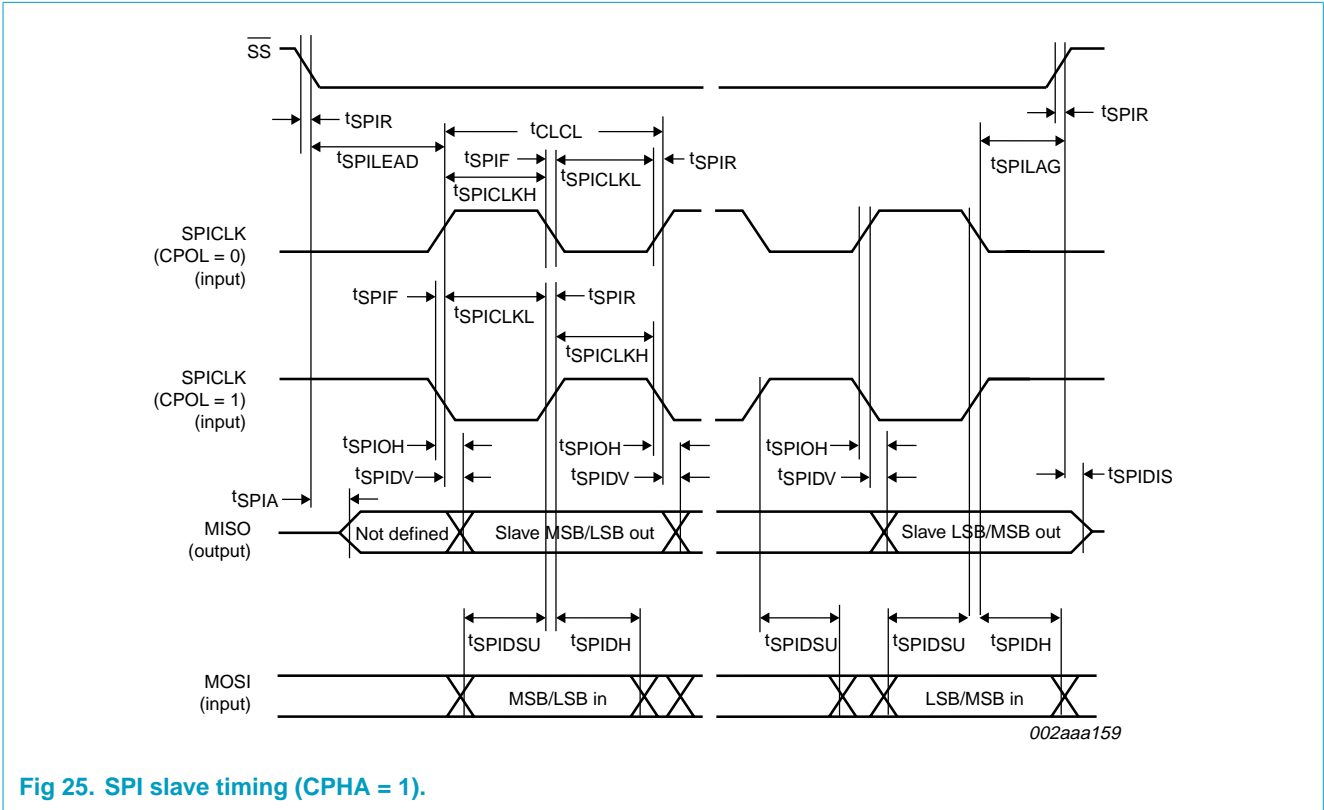 SS
tSPIR
tCLCL
tSPIR
tSPILEAD
tSPIF
tSPICLKL
tSPIR
tSPILAG
tSPICLKH
SPICLK
(CPOL = 0)
(input)
tSPIF
tSPICLKL
tSPIR
tSPICLKH
SPICLK
(CPOL = 1)
(input)
tSPIOH
tSPIOH
tSPIOH
tSPIDV
tSPIDV
tSPIDV
tSPIDIS
tSPIA
MISO
(output)
Not defined
Slave MSB/LSB out
Slave LSB/MSB out
tSPIDSU
tSPIDH
tSPIDSU
tSPIDSU
tSPIDH
MOSI
(input)
MSB/LSB in
LSB/MSB in
002aaa159
Fig 25. SPI slave timing (CPHA = 1).